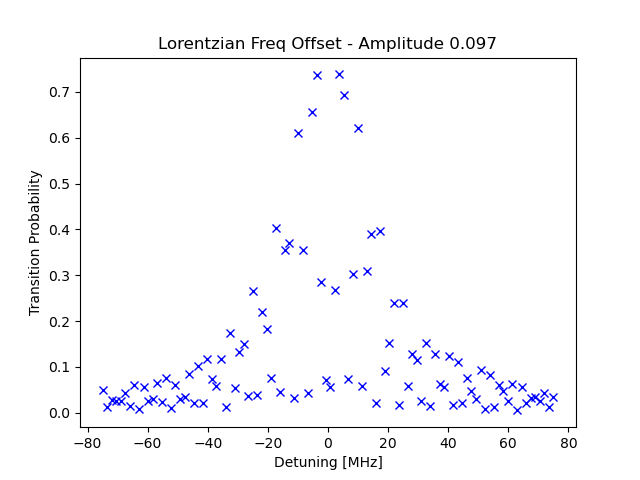 Lorentzian Freq Offset - Amplitude 0.097
Transition Probability
0.7
0.6
0.5
0.4
0.3
0.2
0.1
0.0
−80 −60 −40 −20 0 20 40 60 80
Detuning [MHz]